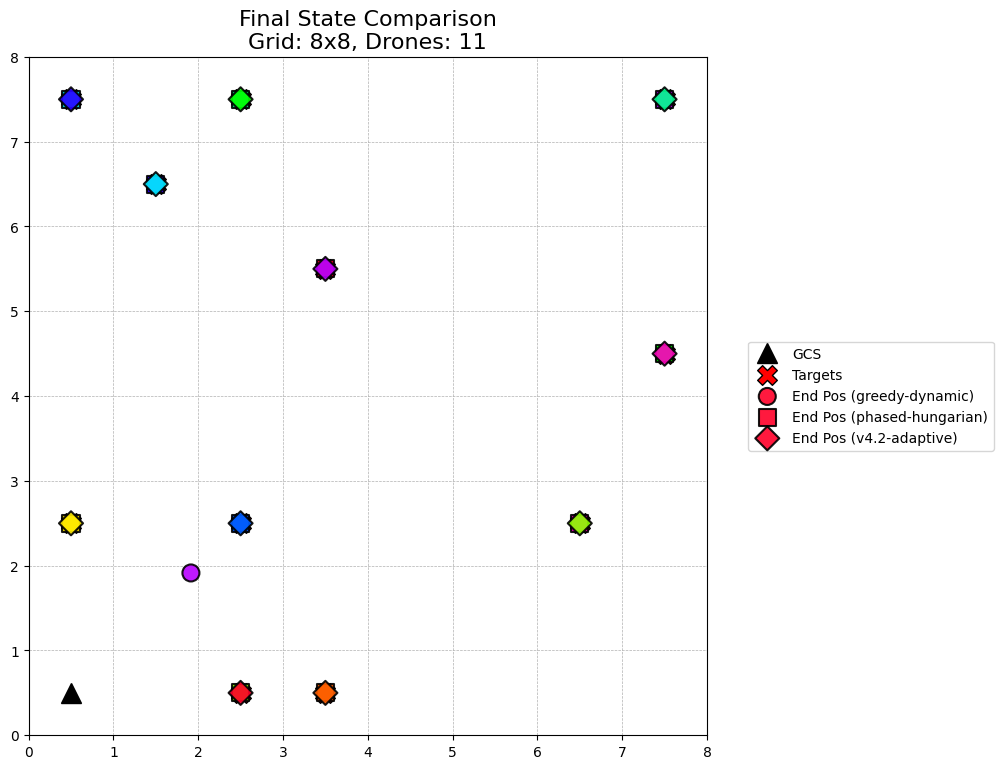 Final State Comparison
Grid: 8x8, Drones: 11
8
7
6
5
4
3
2
1
0
0 1 2 3 4 5 6 7 8
GCS
Targets
End Pos (greedy-dynamic)
End Pos (phased-hungarian)
End Pos (v4.2-adaptive)